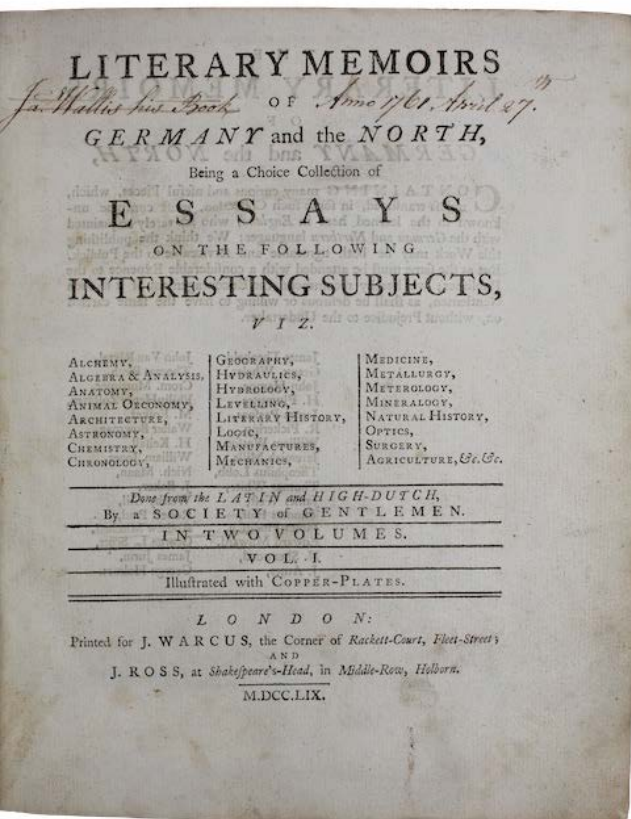 LITERARY MEMOIRS
Jas. Wallis his Book OF Anno 1761. April 27.th
GERMANY and the NORTH,
Being a Choice Collection of
ESSAYS
ON THE FOLLOWING
INTERESTING SUBJECTS,
VIZ.
ALCHEMY,
ALGEBRA & ANALYSIS,
ANATOMY,
ANIMAL OECONOMY,
ARCHITECTURE,
ASTRONOMY,
CHEMISTRY,
CHRONOLOGY,
GEOGRAPHY,
HYDRAULICS,
HYDROLOGY,
LEVELLING,
LITERARY HISTORY,
LOGIC,
MANUFACTURES,
MECHANICS,
MEDICINE,
METALLURGY,
METEROLOGY,
MINERALOGY,
NATURAL HISTORY,
OPTICS,
SURGERY,
AGRICULTURE, &c. &c.
Done from the LATIN and HIGH-DUTCH,
By a SOCIETY of GENTLEMEN.
IN TWO VOLUMES.
VOL. I.
Illustrated with COPPER-PLATES.
LONDON:
Printed for J. WARCUS, the Corner of Rackett-Court, Fleet-Street;
AND
J. ROSS, at Shakeſpeare's-Head, in Middle-Row, Holborn.
M.DCC.LIX.